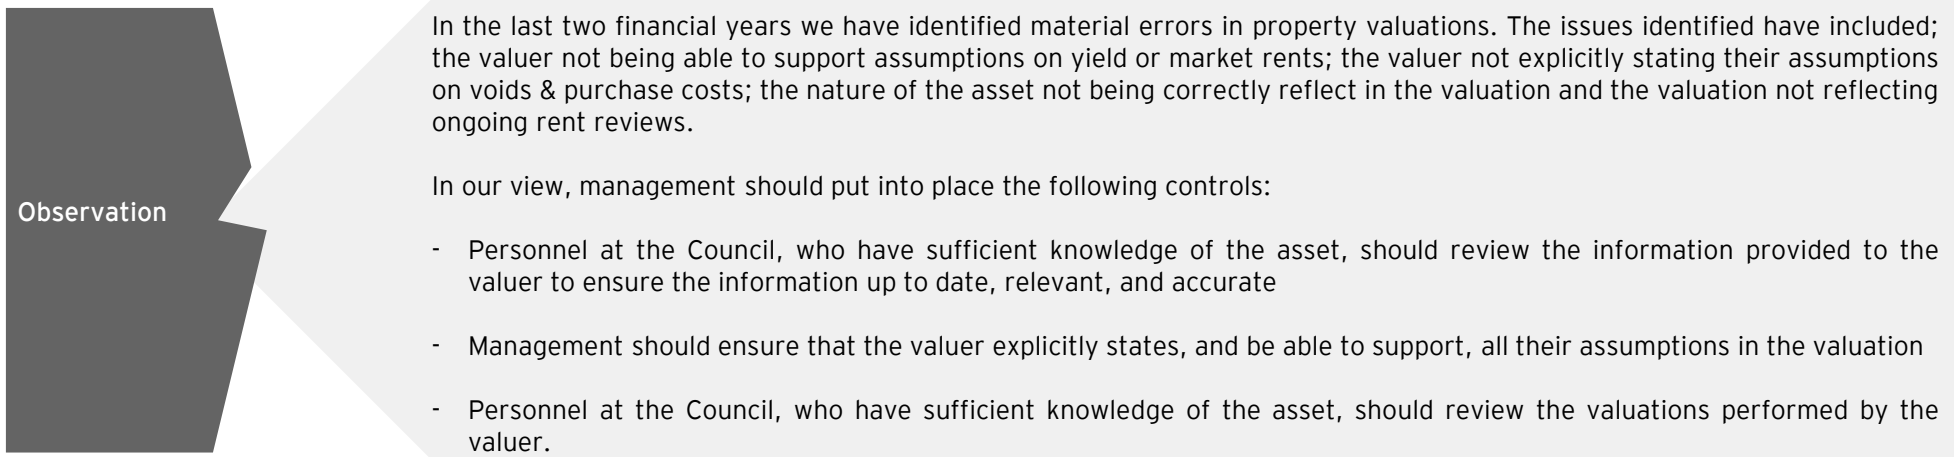 Observation
In the last two financial years we have identified material errors in property valuations. The issues identified have included;
the valuer not being able to support assumptions on yield or market rents; the valuer not explicitly stating their assumptions
on voids & purchase costs; the nature of the asset not being correctly reflect in the valuation and the valuation not reflecting
ongoing rent reviews.
In our view, management should put into place the following controls:
- Personnel at the Council, who have sufficient knowledge of the asset, should review the information provided to the
valuer to ensure the information up to date, relevant, and accurate
- Management should ensure that the valuer explicitly states, and be able to support, all their assumptions in the valuation
- Personnel at the Council, who have sufficient knowledge of the asset, should review the valuations performed by the
valuer.